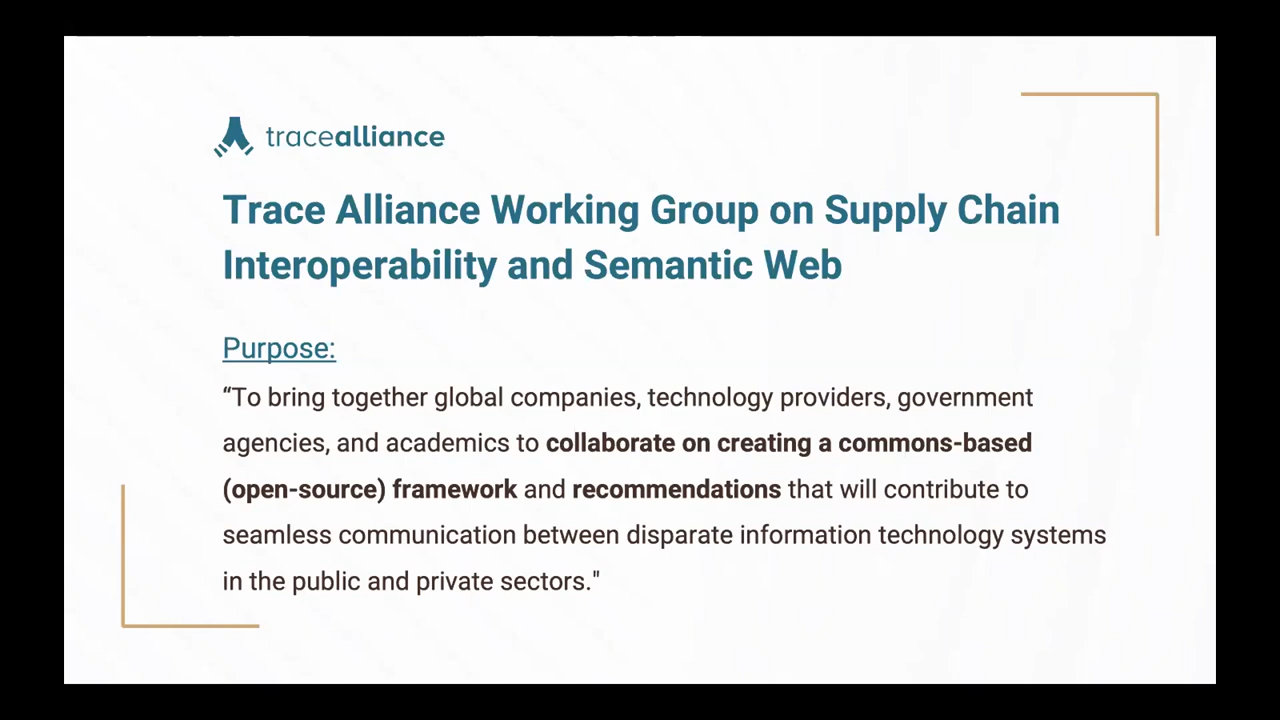 tracealliance
Trace Alliance Working Group on Supply Chain
Interoperability and Semantic Web
Purpose:
“To bring together global companies, technology providers, government
agencies, and academics to collaborate on creating a commons-based
(open-source) framework and recommendations that will contribute to
seamless communication between disparate information technology systems
in the public and private sectors."